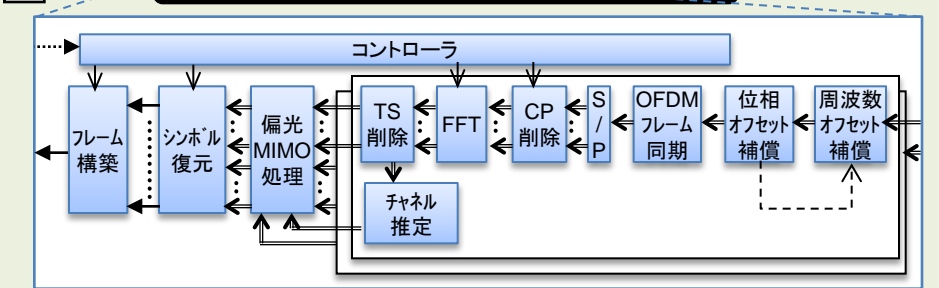 コントローラ
フレーム
構築
シンボル
復元
偏光
MIMO
処理
TS
削除
FFT
CP
削除
S
/
P
OFDM
フレーム
同期
位相
オフセット
補償
周波数
オフセット
補償
チャネル
推定